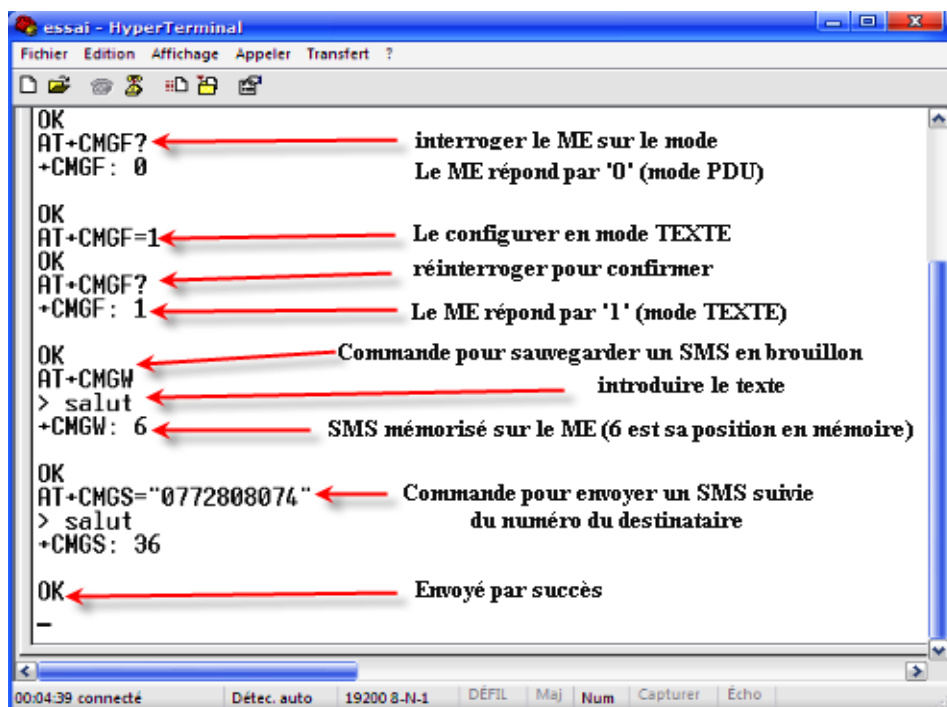 essai - HyperTerminal
Fichier Edition Affichage Appeler Transfert ?
OK
AT+CMGF? interroger le ME sur le mode
+CMGF: 0 Le ME répond par '0' (mode PDU)
OK
AT+CMGF=1 Le configurer en mode TEXTE
OK
AT+CMGF? réinterroger pour confirmer
+CMGF: 1 Le ME répond par '1' (mode TEXTE)
OK Commande pour sauvegarder un SMS en brouillon
AT+CMGW introduire le texte
> salut
+CMGW: 6 SMS mémorisé sur le ME (6 est sa position en mémoire)
OK
AT+CMGS="0772808074" Commande pour envoyer un SMS suivie
> salut du numéro du destinataire
+CMGS: 36
OK Envoyé par succès
00:04:39 connecté Détec. auto 19200 8-N-1 DÉFIL Maj Num Capturer Écho